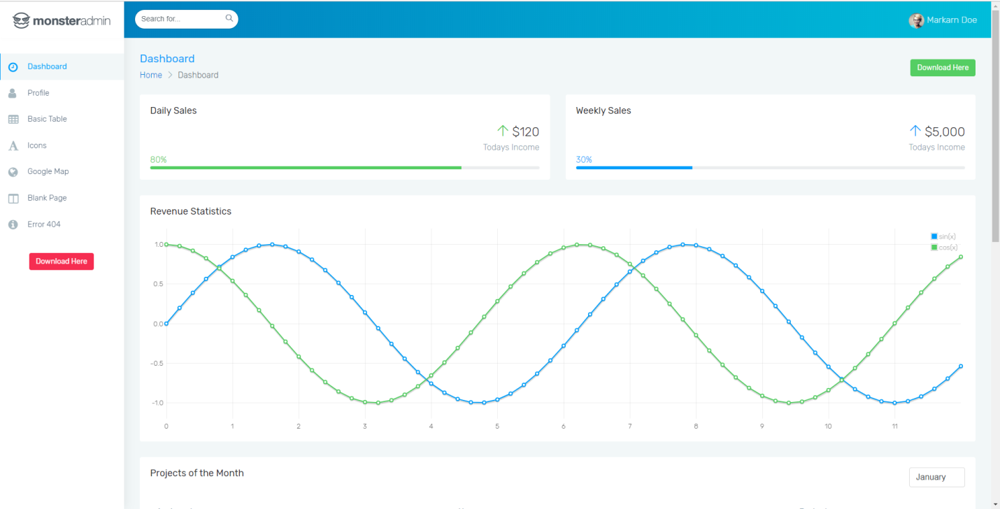 monsteradmin
Search for...
Markarn Doe
Dashboard
Profile
Basic Table
Icons
Google Map
Blank Page
Error 404
Download Here
Dashboard
Home > Dashboard
Download Here
Daily Sales
$120
Todays Income
80%
Weekly Sales
$5,000
Todays Income
30%
Revenue Statistics
sin(x)
cos(x)
1.0
0.5
0.0
-0.5
-1.0
0 1 2 3 4 5 6 7 8 9 10 11
Projects of the Month
January